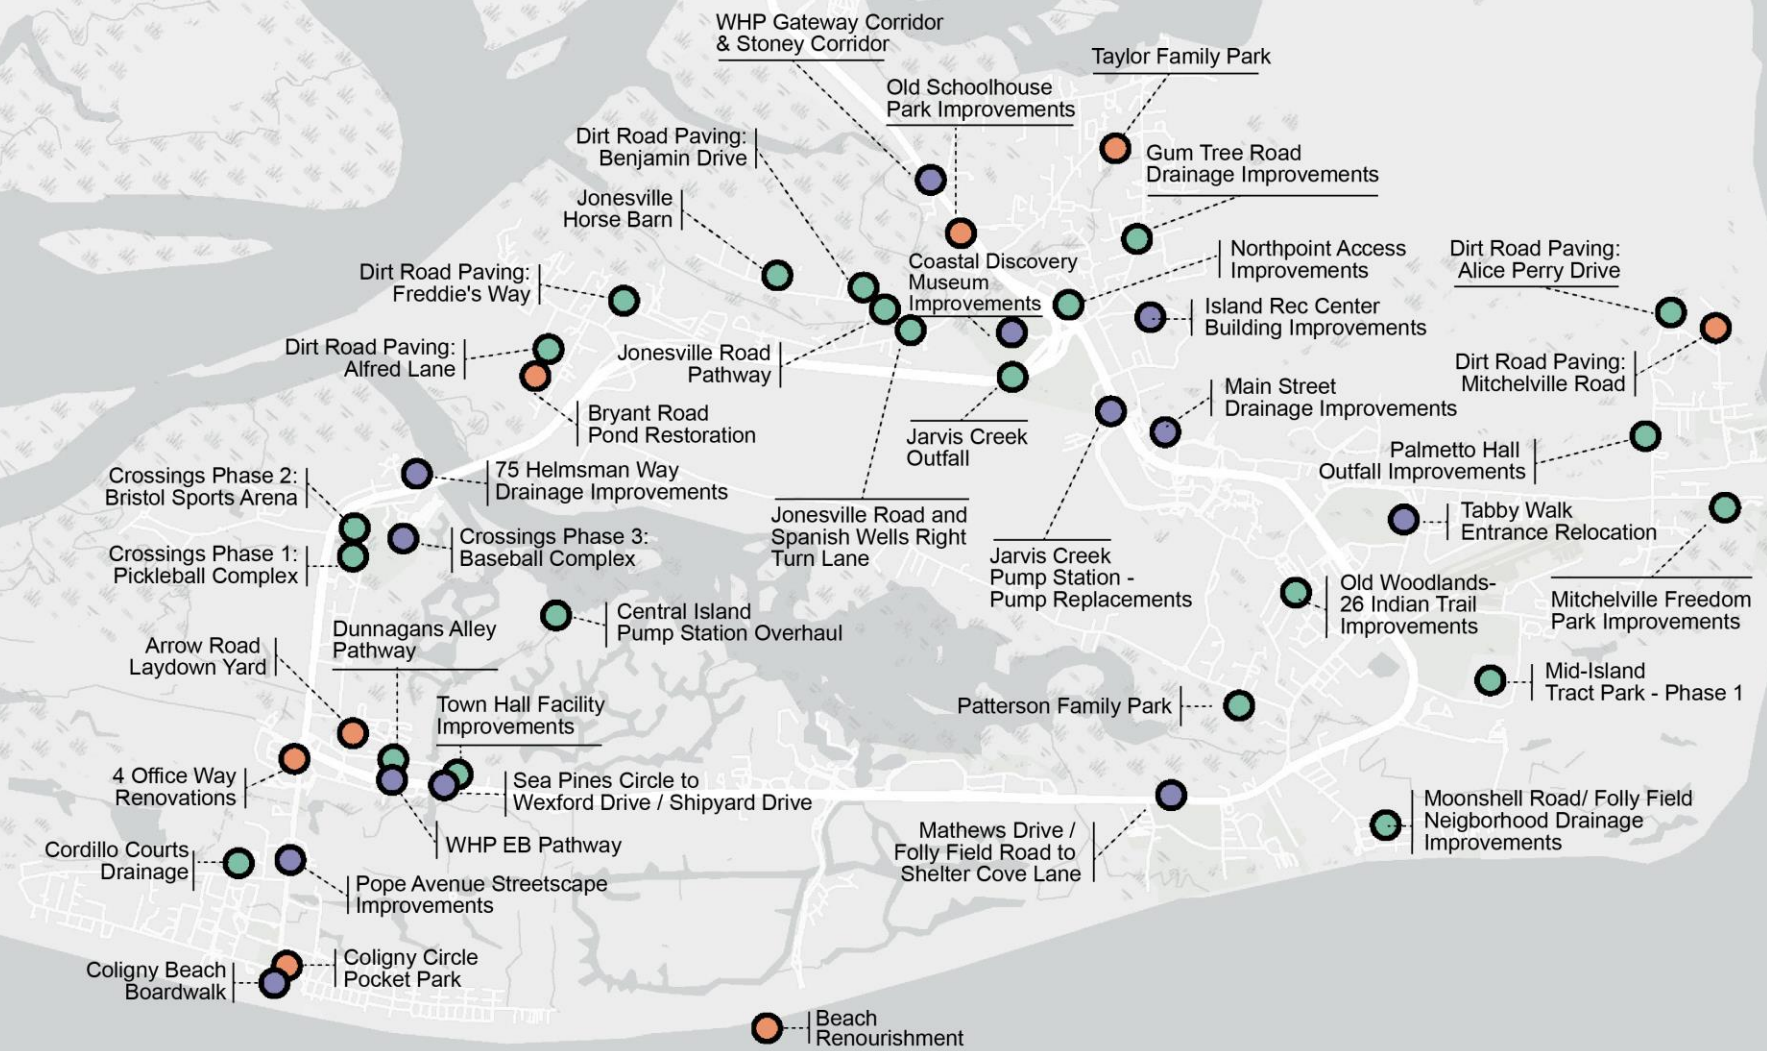 WHP Gateway Corridor
& Stoney Corridor
Taylor Family Park
Old Schoolhouse
Park Improvements
Dirt Road Paving:
Benjamin Drive
Gum Tree Road
Drainage Improvements
Jonesville
Horse Barn
Northpoint Access
Improvements
Dirt Road Paving:
Alice Perry Drive
Coastal Discovery
Museum
Improvements
Dirt Road Paving:
Freddie's Way
Island Rec Center
Building Improvements
Dirt Road Paving:
Alfred Lane
Jonesville Road
Pathway
Dirt Road Paving:
Mitchelville Road
Main Street
Drainage Improvements
Bryant Road
Pond Restoration
Jarvis Creek
Outfall
Palmetto Hall
Outfall Improvements
Crossings Phase 2:
Bristol Sports Arena
75 Helmsman Way
Drainage Improvements
Jonesville Road and
Spanish Wells Right
Turn Lane
Tabby Walk
Entrance Relocation
Crossings Phase 1:
Pickleball Complex
Crossings Phase 3:
Baseball Complex
Jarvis Creek
Pump Station -
Pump Replacements
Old Woodlands-
26 Indian Trail
Improvements
Mitchelville Freedom
Park Improvements
Central Island
Pump Station Overhaul
Dunnagans Alley
Pathway
Arrow Road
Laydown Yard
Mid-Island
Tract Park - Phase 1
Patterson Family Park
Town Hall Facility
Improvements
4 Office Way
Renovations
Sea Pines Circle to
Wexford Drive / Shipyard Drive
Moonshell Road/ Folly Field
Neigborhood Drainage
Improvements
Mathews Drive /
Folly Field Road to
Shelter Cove Lane
WHP EB Pathway
Cordillo Courts
Drainage
Pope Avenue Streetscape
Improvements
Coligny Circle
Pocket Park
Coligny Beach
Boardwalk
Beach
Renourishment